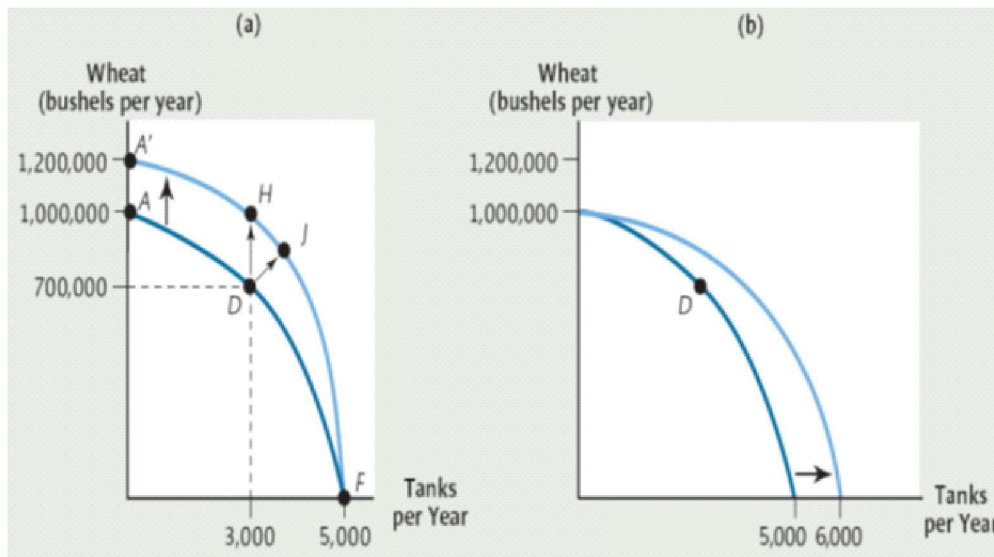 (a)
Wheat
(bushels per year)
A'
1,200,000
H
1,000,000
A
J
700,000
D
F
Tanks
per Year
3,000
5,000
(b)
Wheat
(bushels per year)
1,200,000
1,000,000
D
Tanks
per Year
5,000 6,000